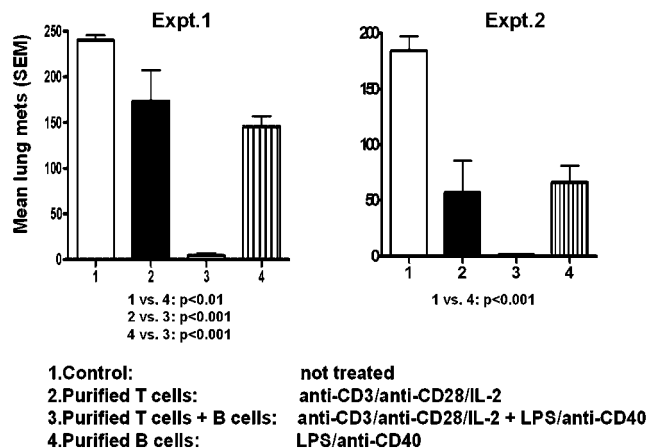 Expt.1
Expt.2
Mean lung mets (SEM)
250
200
150
100
50
0
1
2
3
4
200
150
100
50
0
1
2
3
4
1 vs. 4: p<0.01
2 vs. 3: p<0.001
4 vs. 3: p<0.001
1 vs. 4: p<0.001
1.Control: not treated
2.Purified T cells: anti-CD3/anti-CD28/IL-2
3.Purified T cells + B cells: anti-CD3/anti-CD28/IL-2 + LPS/anti-CD40
4.Purified B cells: LPS/anti-CD40